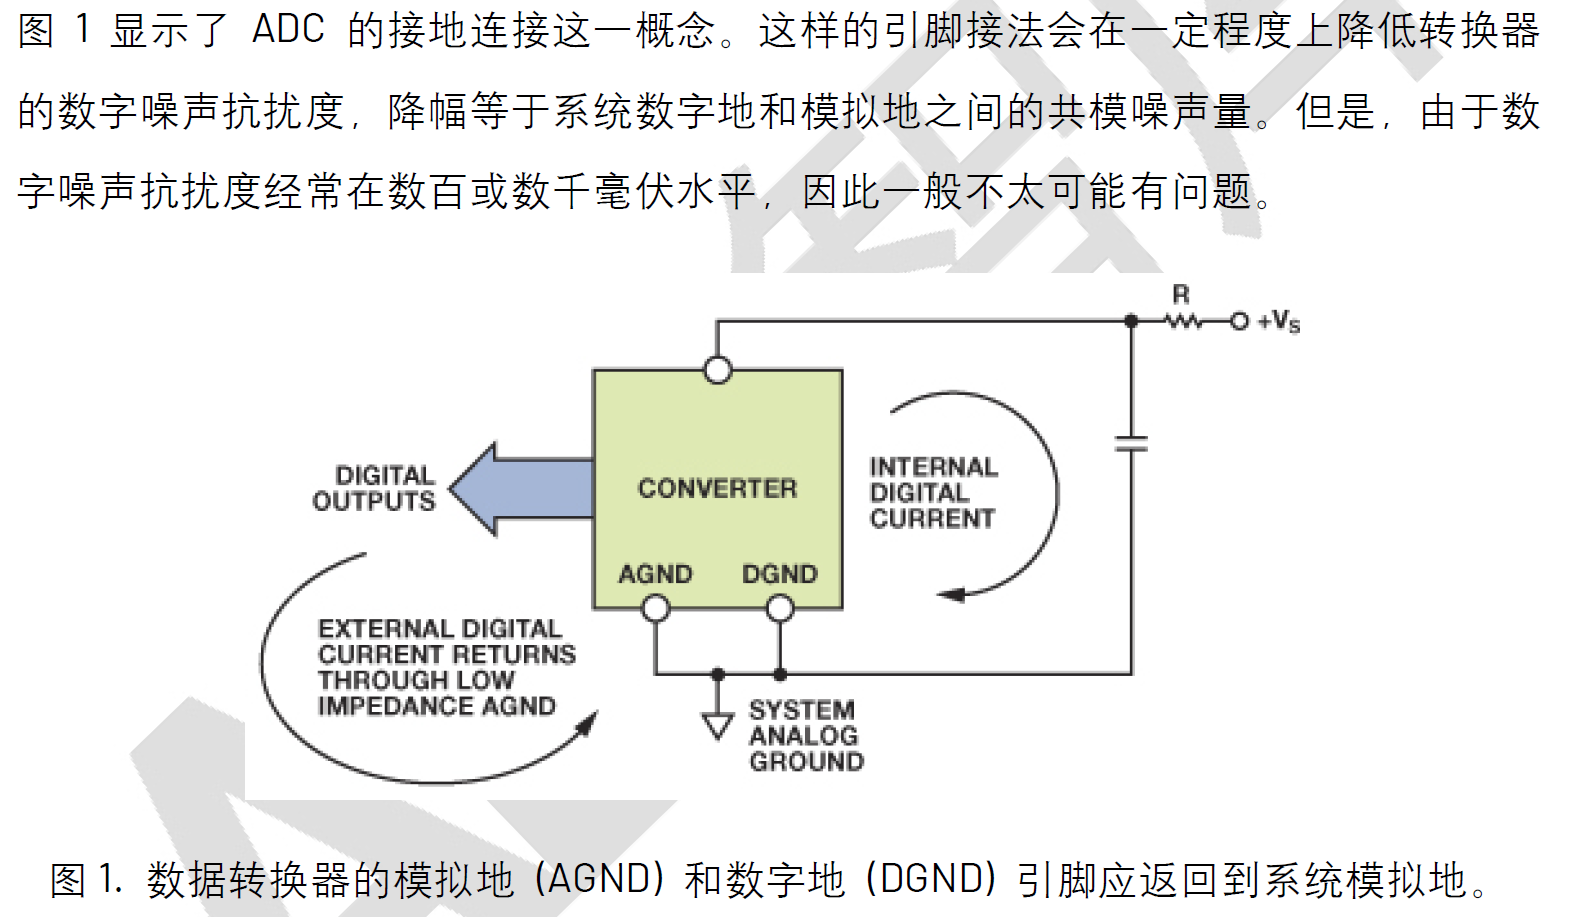 图 1 显示了 ADC 的接地连接这一概念。这样的引脚接法会在一定程度上降低转换器
的数字噪声抗扰度，降幅等于系统数字地和模拟地之间的共模噪声量。但是，由于数
字噪声抗扰度经常在数百或数千毫伏水平，因此一般不太可能有问题。
R
+VS
DIGITAL
OUTPUTS
CONVERTER
INTERNAL
DIGITAL
CURRENT
AGND DGND
EXTERNAL DIGITAL
CURRENT RETURNS
THROUGH LOW
IMPEDANCE AGND
SYSTEM
ANALOG
GROUND
图 1. 数据转换器的模拟地 (AGND) 和数字地 (DGND) 引脚应返回到系统模拟地。